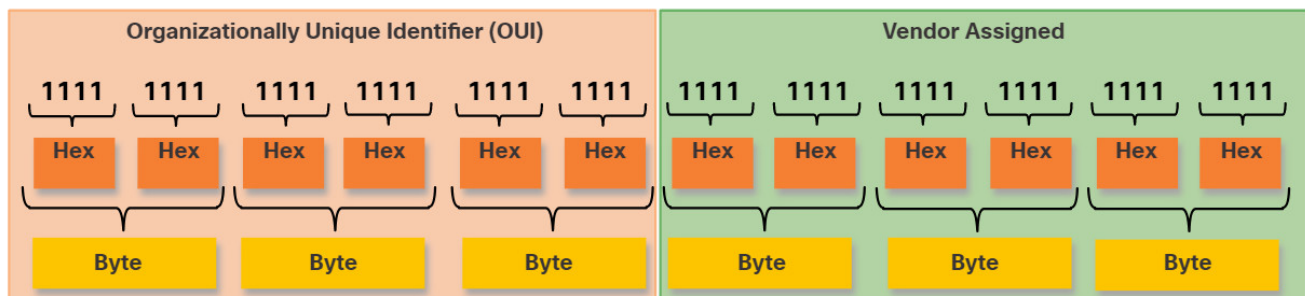 Organizationally Unique Identifier (OUI) Vendor Assigned
1111 1111 1111 1111 1111 1111 1111 1111 1111 1111 1111 1111
Hex Hex Hex Hex Hex Hex Hex Hex Hex Hex Hex Hex
Byte Byte Byte Byte Byte Byte